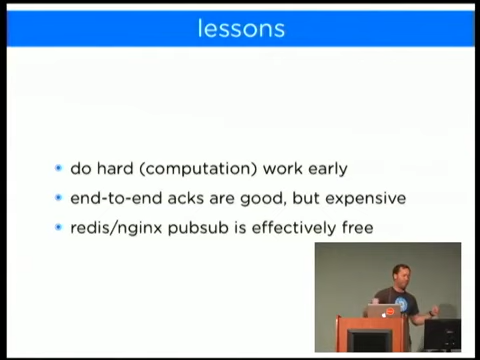 lessons
do hard (computation) work early
end-to-end acks are good, but expensive
redis/nginx pubsub is effectively free